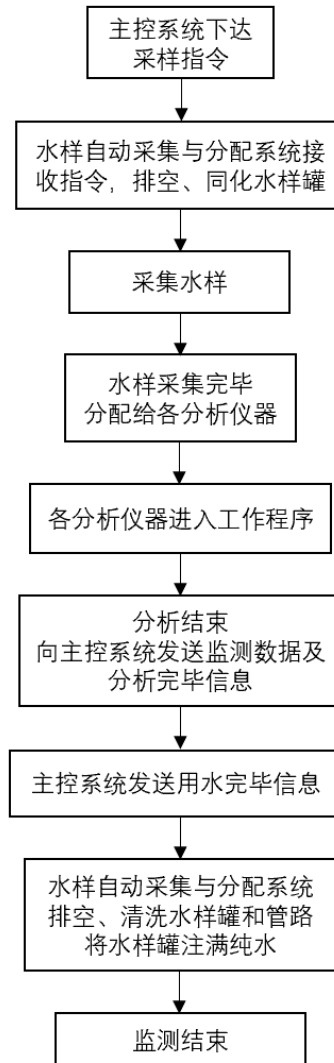 主控系统下达
采样指令
水样自动采集与分配系统接
收指令，排空、同化水样罐
采集水样
水样采集完毕
分配给各分析仪器
各分析仪器进入工作程序
分析结束
向主控系统发送监测数据及
分析完毕信息
主控系统发送用水完毕信息
水样自动采集与分配系统
排空、清洗水样罐和管路
将水样罐注满纯水
监测结束